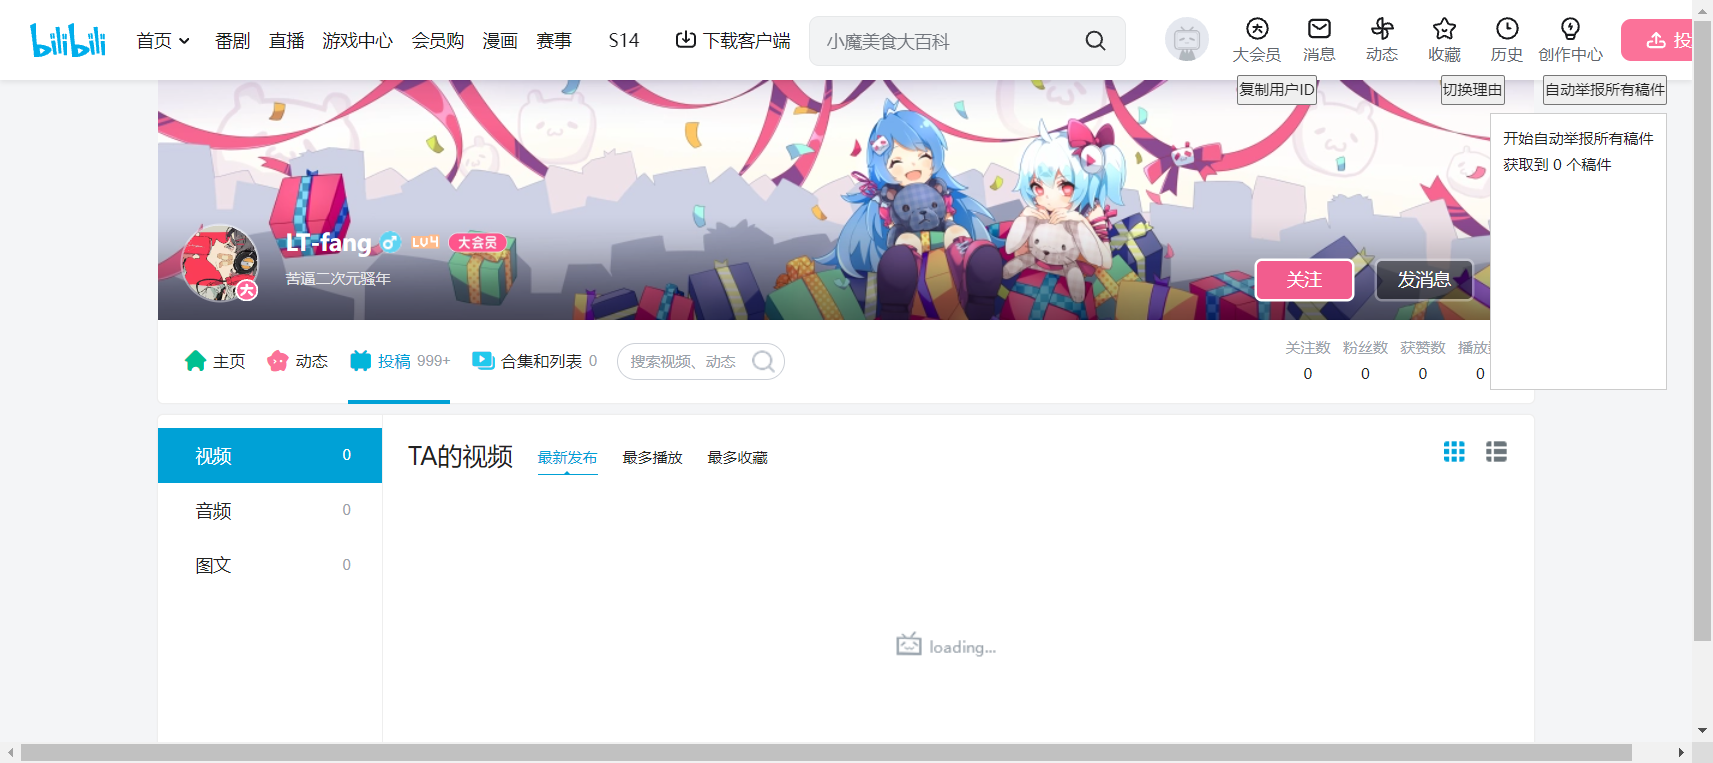 bilibili
首页
番剧
直播
游戏中心
会员购
漫画
赛事
S14
下载客户端
小魔美食大百科
大会员
消息
动态
收藏
历史
创作中心
投
复制用户ID
切换理由
自动举报所有稿件
开始自动举报所有稿件
获取到 0 个稿件
LT-fang
LV4
大会员
大
苦逼二次元骚年
关注
发消息
主页
动态
投稿 999+
合集和列表 0
搜索视频、动态
关注数
粉丝数
获赞数
播放
0
0
0
0
视频 0
音频 0
图文 0
TA的视频
最新发布
最多播放
最多收藏
loading...